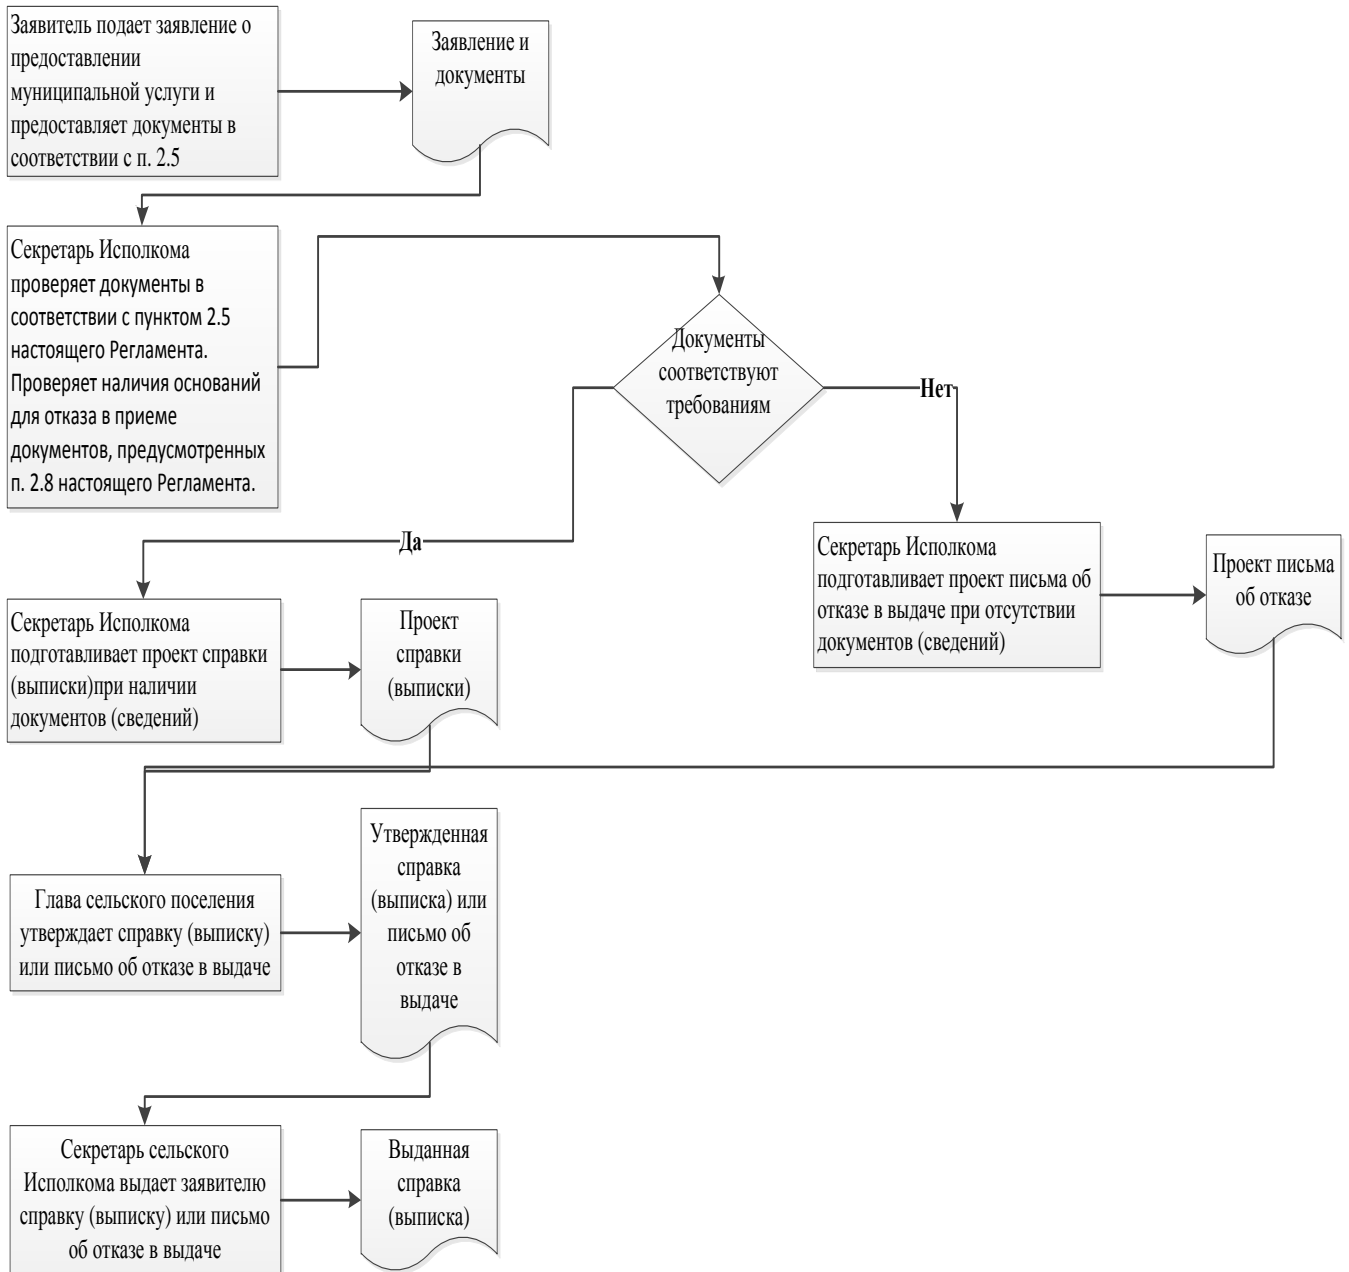 Заявитель подает заявление о
предоставлении
муниципальной услуги и
предоставляет документы в
соответствии с п. 2.5
Заявление и
документы
Секретарь Исполкома
проверяет документы в
соответствии с пунктом 2.5
настоящего Регламента.
Проверяет наличия оснований
для отказа в приеме
документов, предусмотренных
п. 2.8 настоящего Регламента.
Документы
соответствуют
требованиям
Нет
Да
Секретарь Исполкома
подготавливает проект письма об
отказе в выдаче при отсутствии
документов (сведений)
Проект письма
об отказе
Секретарь Исполкома
подготавливает проект справки
(выписки)при наличии
документов (сведений)
Проект
справки
(выписки)
Глава сельского поселения
утверждает справку (выписку)
или письмо об отказе в выдаче
Утвержденная
справка
(выписка) или
письмо об
отказе в
выдаче
Секретарь сельского
Исполкома выдает заявителю
справку (выписку) или письмо
об отказе в выдаче
Выданная
справка
(выписка)